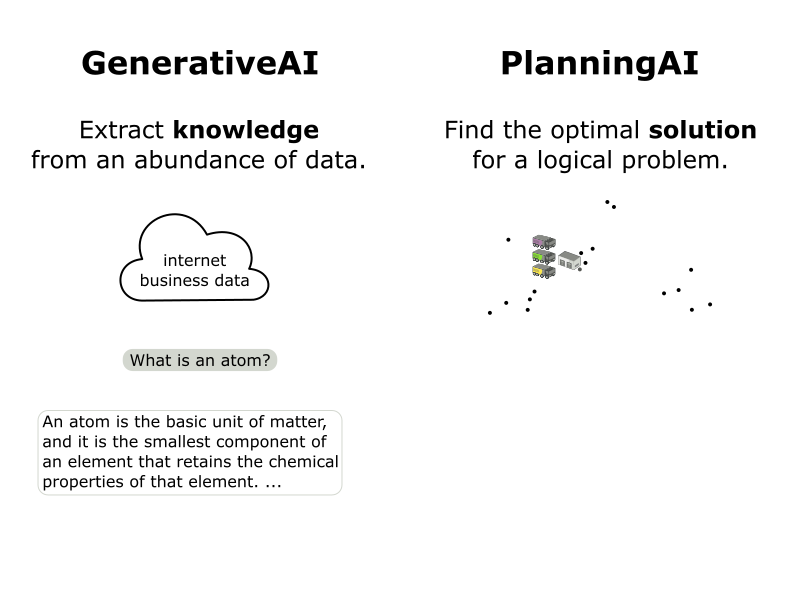 GenerativeAI
Extract knowledge
from an abundance of data.
internet
business data
What is an atom?
An atom is the basic unit of matter,
and it is the smallest component of
an element that retains the chemical
properties of that element. ...
PlanningAI
Find the optimal solution
for a logical problem.